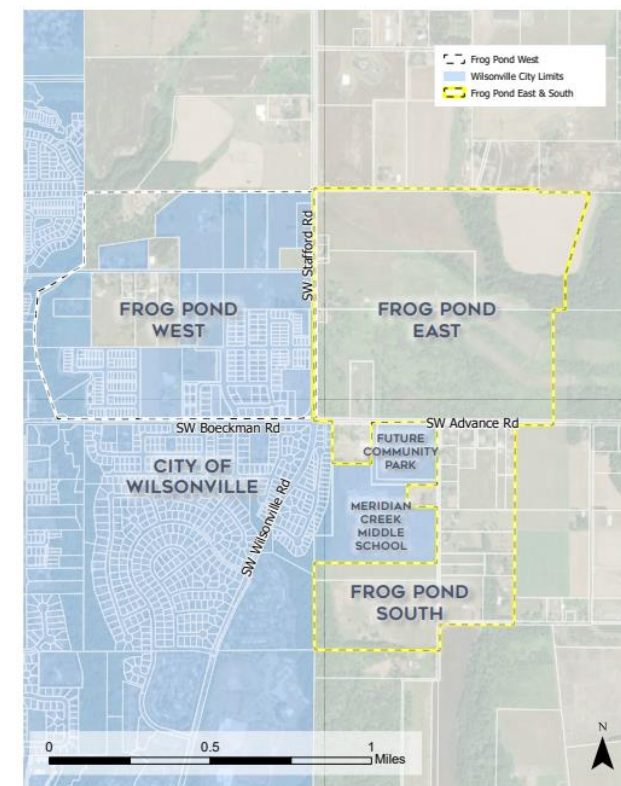 Frog Pond West
Wilsonville City Limits
Frog Pond East & South
SW Stafford Rd
FROG POND
WEST
FROG POND
EAST
SW Boeckman Rd
SW Advance Rd
FUTURE
COMMUNITY
PARK
CITY OF
WILSONVILLE
SW Wilsonville Rd
MERIDIAN
CREEK
MIDDLE
SCHOOL
FROG POND
SOUTH
N
0 0.5 1
Miles